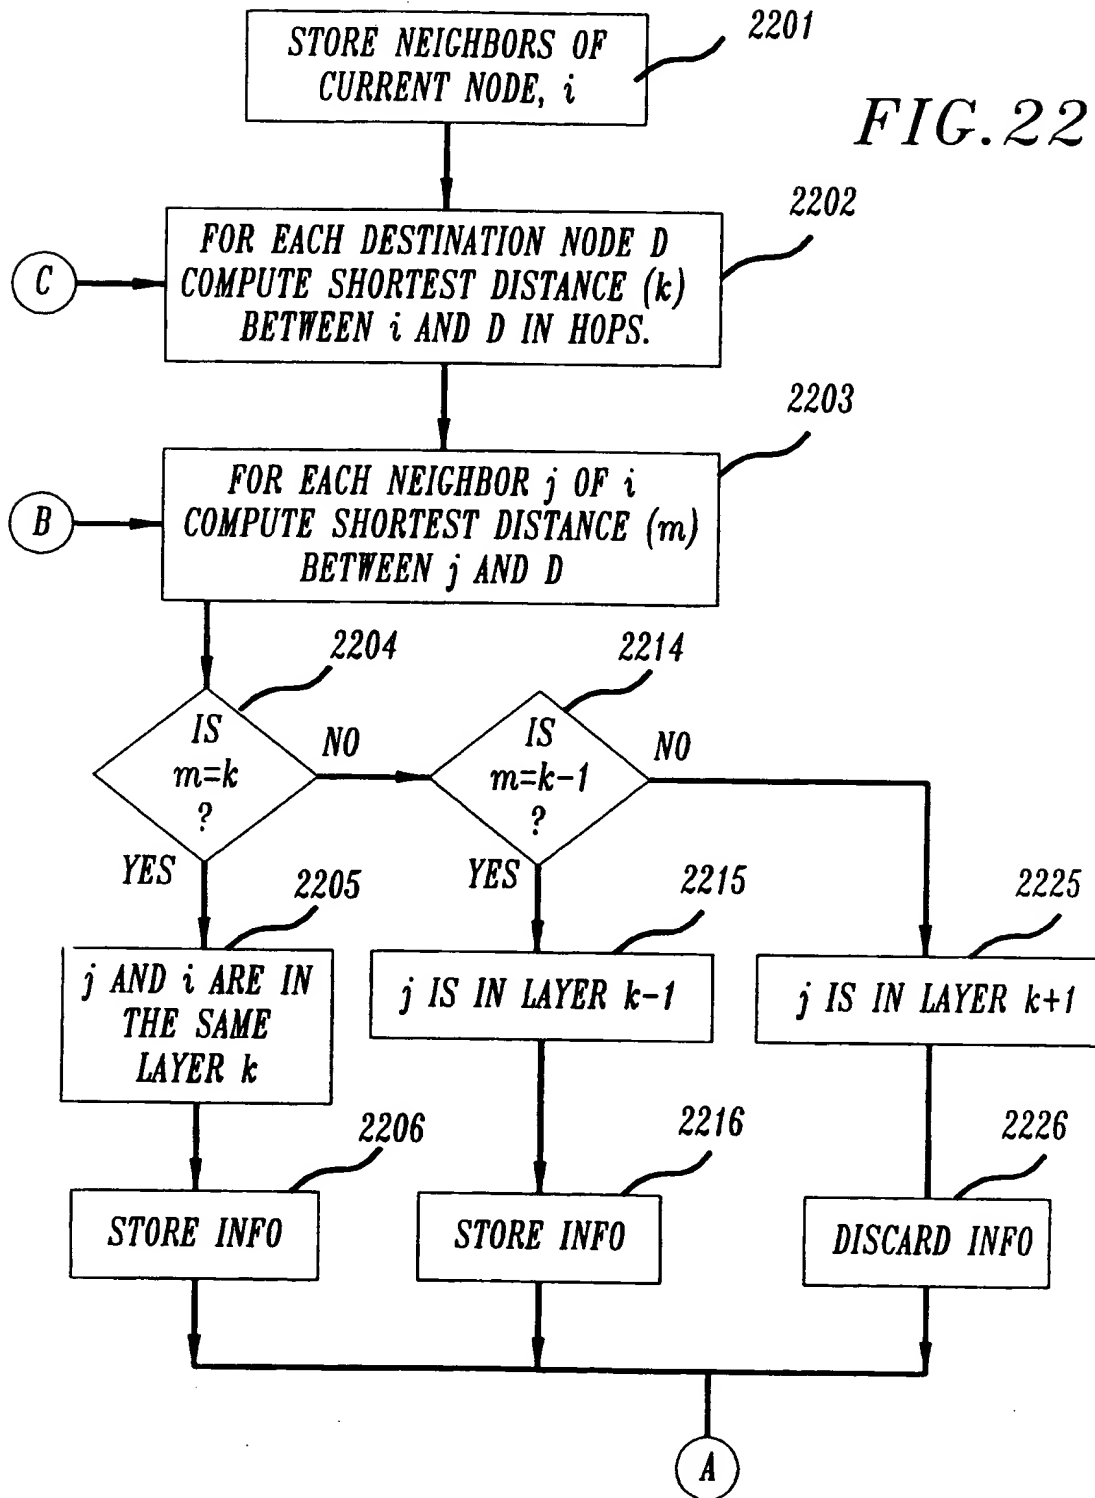 2201
STORE NEIGHBORS OF
CURRENT NODE, i
FIG.22
2202
FOR EACH DESTINATION NODE D
COMPUTE SHORTEST DISTANCE (k)
BETWEEN i AND D IN HOPS.
C
2203
FOR EACH NEIGHBOR j OF i
COMPUTE SHORTEST DISTANCE (m)
BETWEEN j AND D
B
2204
IS
m=k
?
NO
YES
2214
IS
m=k-1
?
NO
YES
2205
j AND i ARE IN
THE SAME
LAYER k
2215
j IS IN LAYER k-1
2225
j IS IN LAYER k+1
2206
STORE INFO
2216
STORE INFO
2226
DISCARD INFO
A